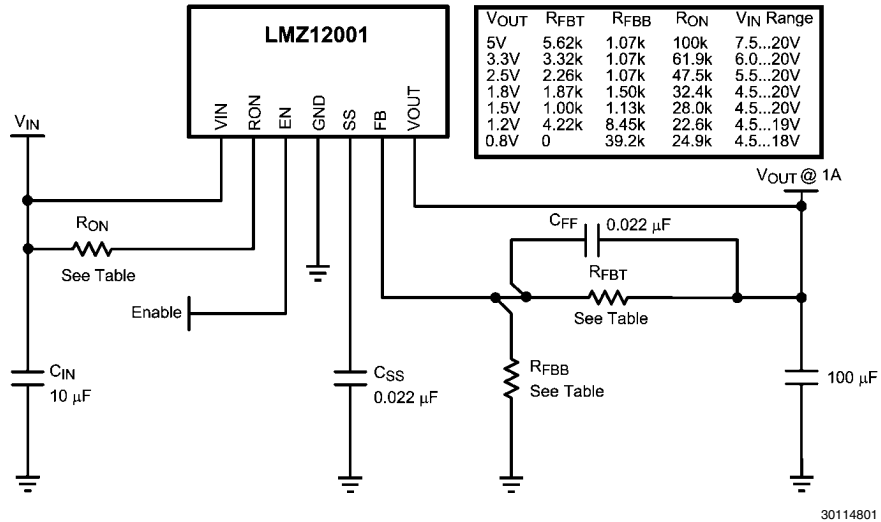 LMZ12001
VIN RON EN GND SS FB VOUT
VOUT RFBT RFBB RON VIN Range
5V 5.62k 1.07k 100k 7.5...20V
3.3V 3.32k 1.07k 61.9k 6.0...20V
2.5V 2.26k 1.07k 47.5k 5.5...20V
1.8V 1.87k 1.50k 32.4k 4.5...20V
1.5V 1.00k 1.13k 28.0k 4.5...20V
1.2V 4.22k 8.45k 22.6k 4.5...19V
0.8V 0 39.2k 24.9k 4.5...18V
VIN
VOUT @ 1A
RON
See Table
CFF 0.022 µF
RFBT
See Table
Enable
CIN
10 µF
CSS
0.022 µF
RFBB
See Table
100 µF
30114801